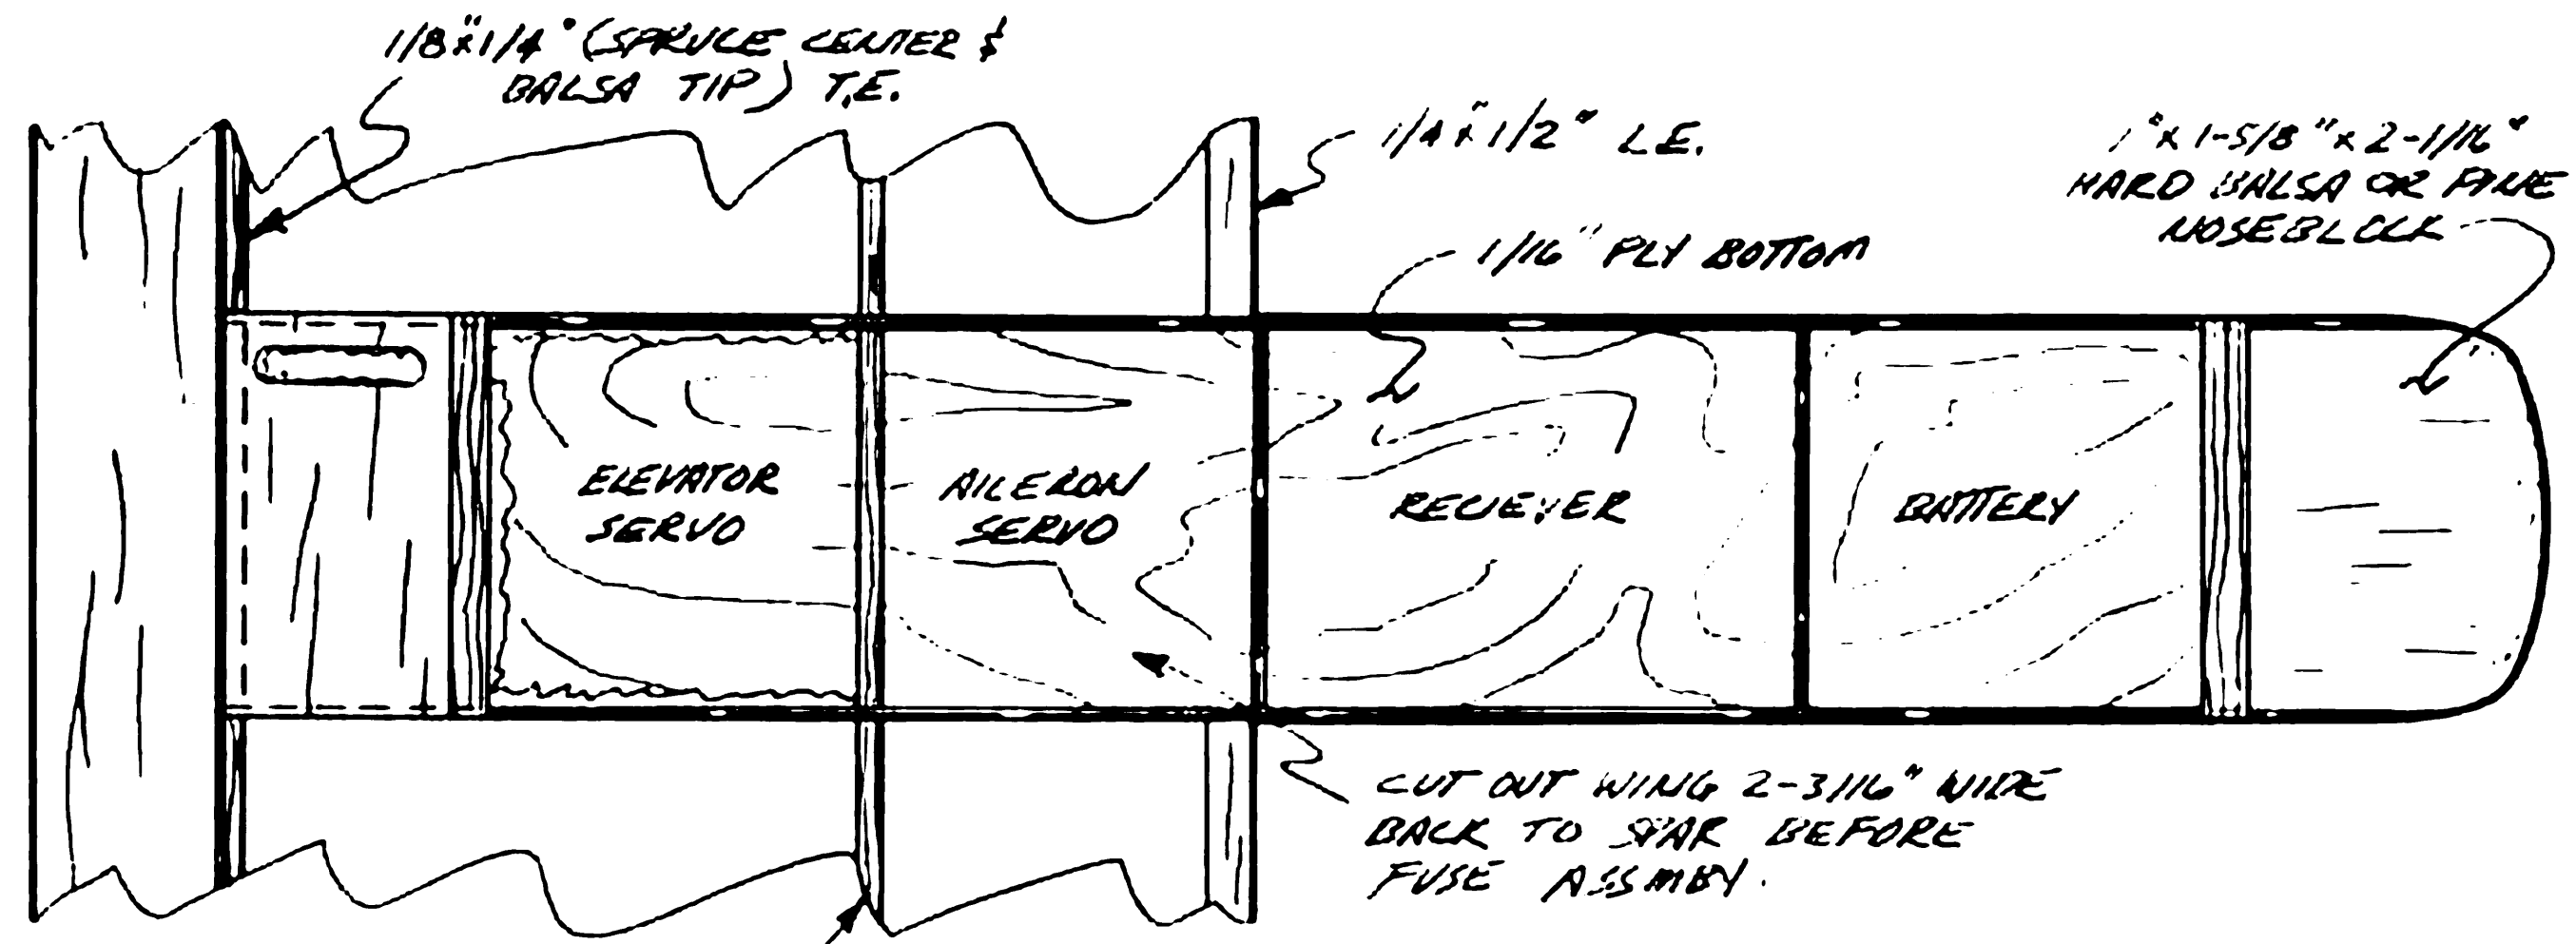 1/8"x1/4" (SPRUCE CENTER &
BALSA TIP) T.E.
1/4"x1/2" L.E.
1"x1-5/8"x2-1/16"
HARD BALSA OR PINE
NOSEBLOCK
1/16" PLY BOTTOM
ELEVATOR
SERVO
AILERON
SERVO
RECIEVER
BATTERY
CUT OUT WING 2-3/16" WIDE
BACK TO SPAR BEFORE
FUSE ASSMBY.